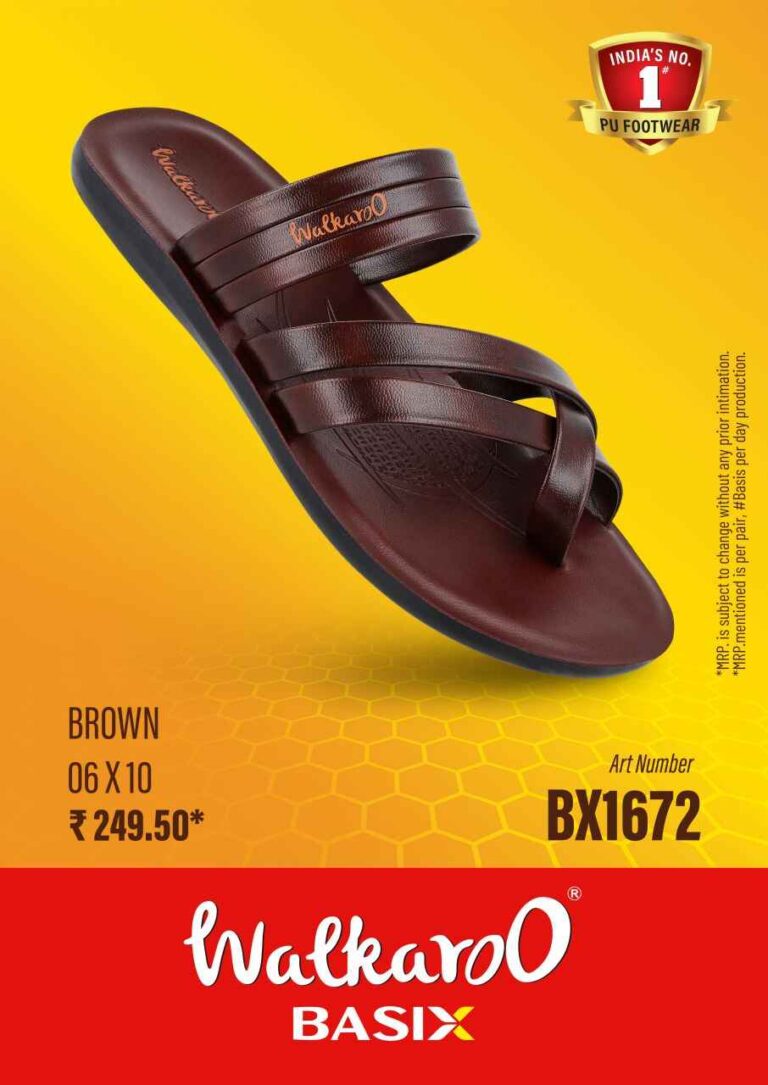 INDIA'S NO.
1#
PU FOOTWEAR
Walkaroo
WalkaroO
*MRP. is subject to change without any prior intimation.
*MRP.mentioned is per pair, #Basis per day production.
BROWN
06 X 10
₹ 249.50*
Art Number
BX1672
WalkaroO®
BASIX